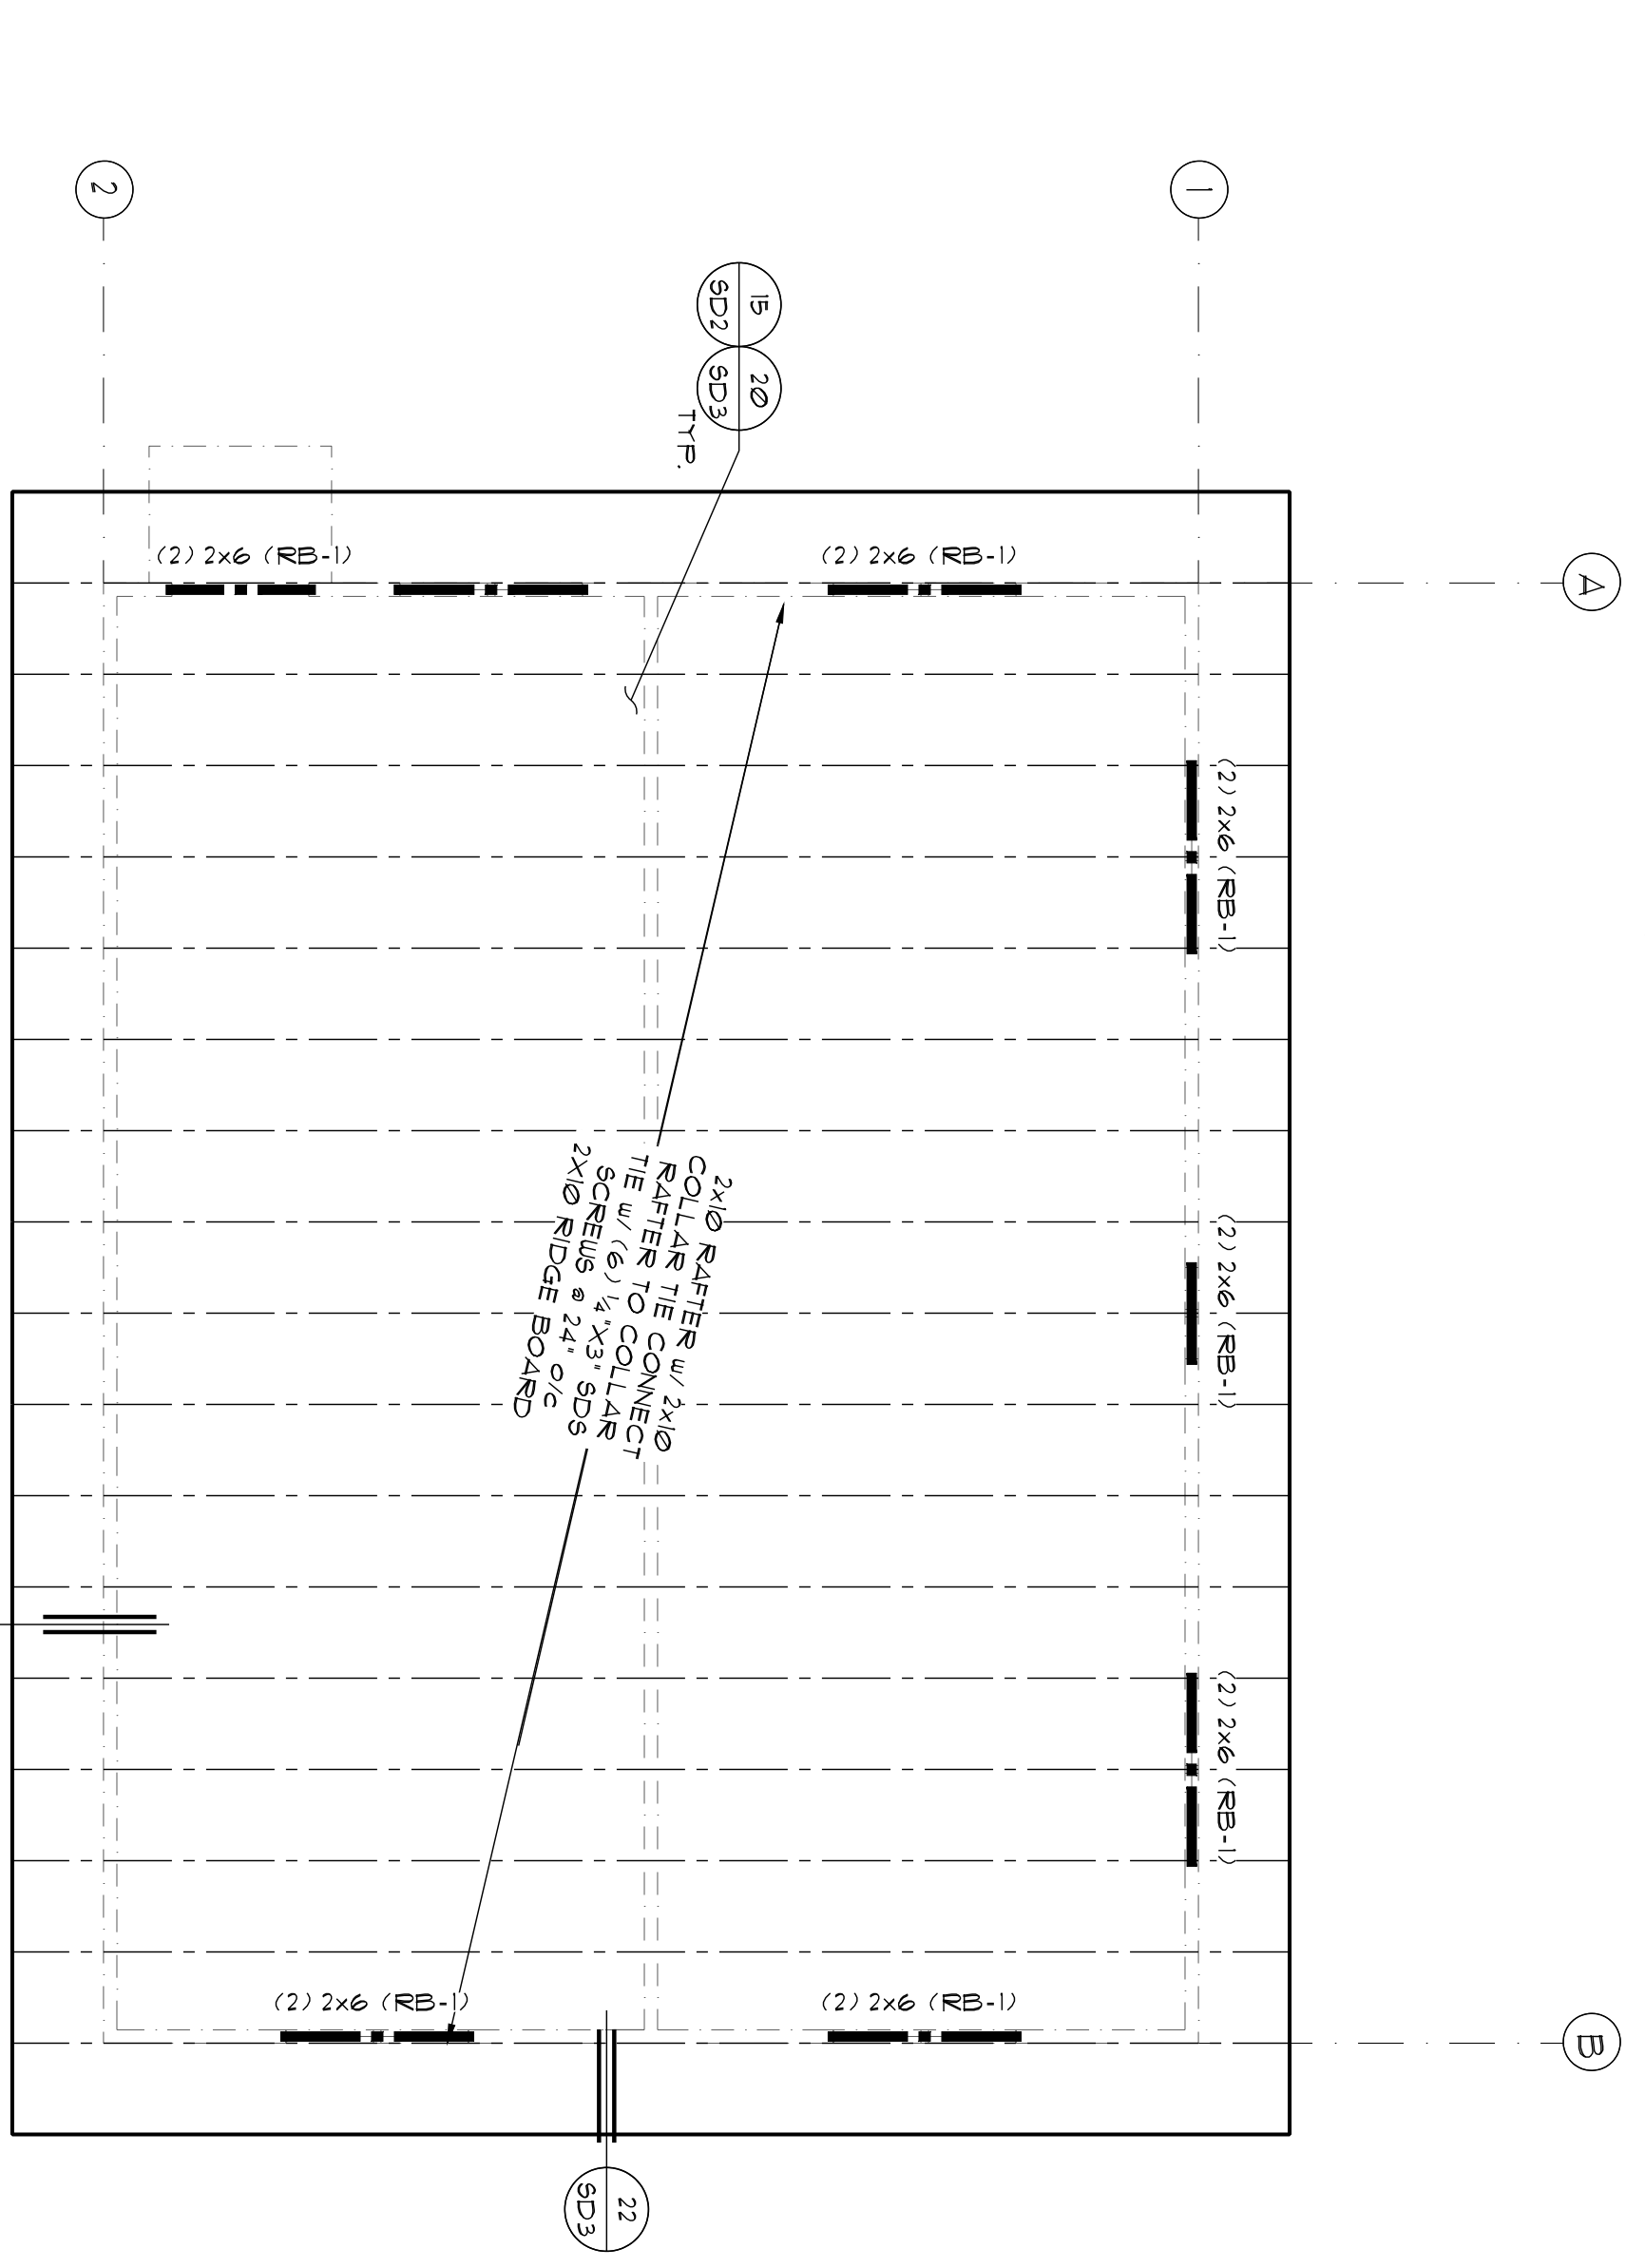 2
1
15
SD2
20
SD3
TYP.
A
(2) 2x6 (RB-1)
(2) 2x6 (RB-1)
(2) 2x6 (RB-1)
2x10 RAFTER w/ 2x10
COLLAR TIE CONNECT
RAFTER TO COLLAR
TIE w/ (6) 1/4"X3" SDS
SCREWS @ 24" o/c
2X10 RIDGE BOARD
(2) 2x6 (RB-1)
(2) 2x6 (RB-1)
(2) 2x6 (RB-1)
(2) 2x6 (RB-1)
B
22
SD3